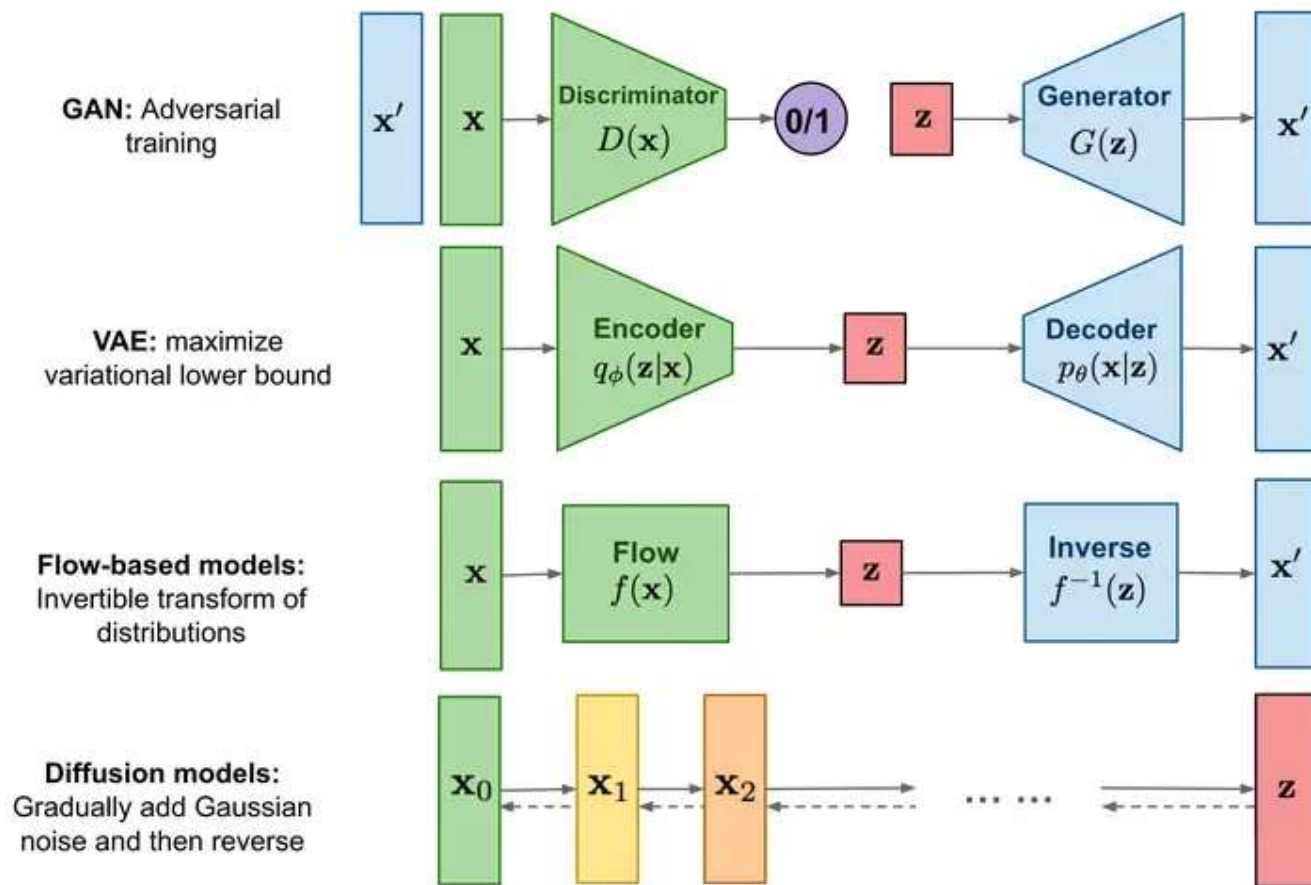 GAN: Adversarial
training
x′
x
Discriminator
D(x)
0/1
z
Generator
G(z)
x′
VAE: maximize
variational lower bound
x
Encoder
qϕ(z|x)
z
Decoder
pθ(x|z)
x′
Flow-based models:
Invertible transform of
distributions
x
Flow
f(x)
z
Inverse
f⁻¹(z)
x′
Diffusion models:
Gradually add Gaussian
noise and then reverse
x₀
x₁
x₂
... ...
z